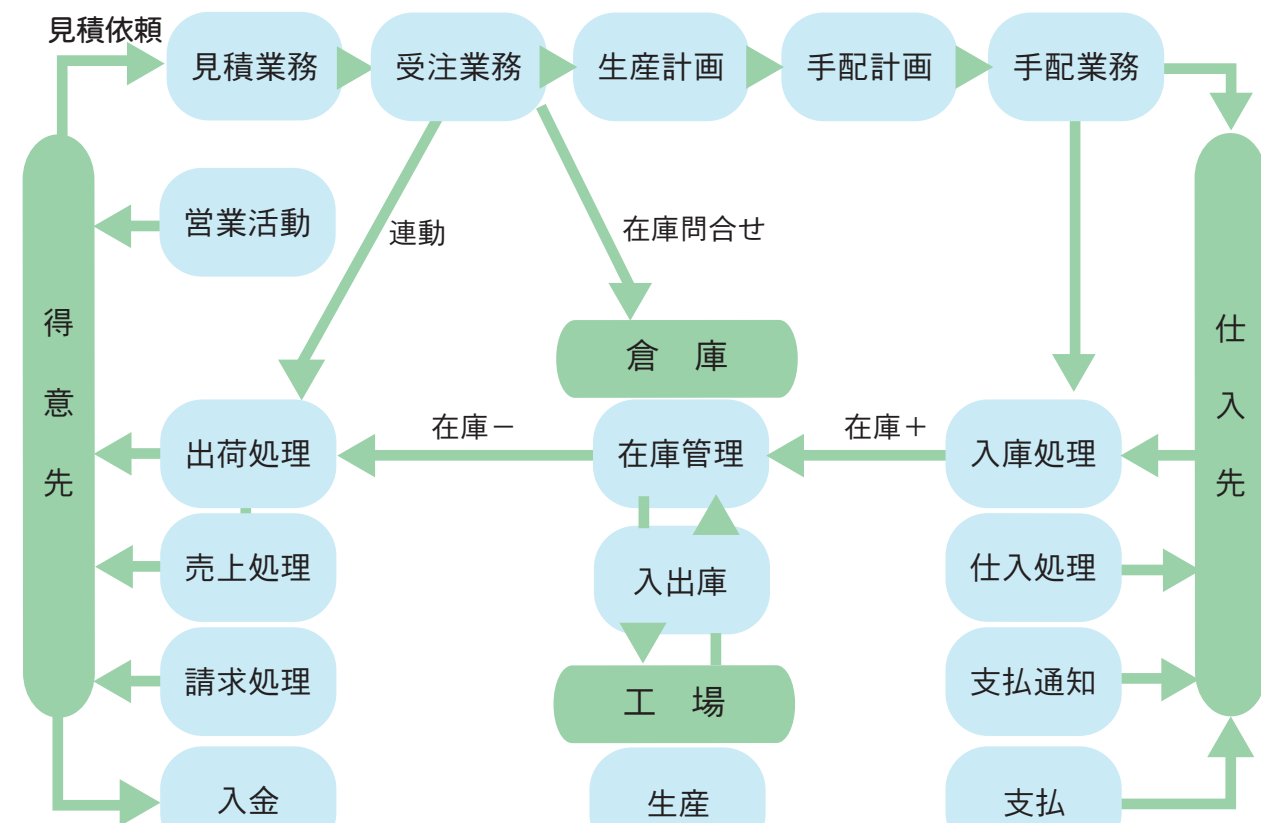 見積依頼
見積業務
受注業務
生産計画
手配計画
手配業務
営業活動
連動
在庫問合せ
得意先
倉庫
仕入先
出荷処理
在庫－
在庫管理
在庫＋
入庫処理
売上処理
入出庫
仕入処理
請求処理
工場
支払通知
入金
生産
支払